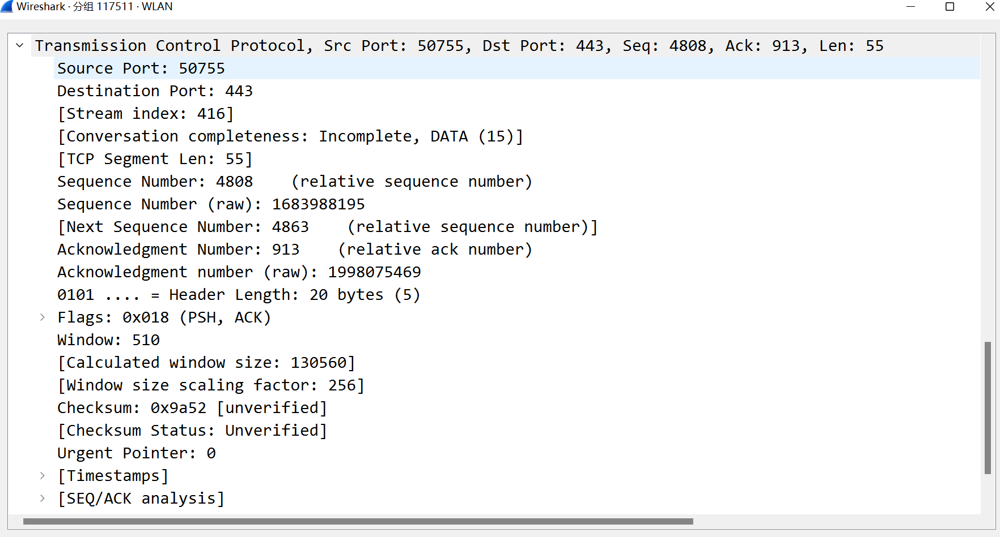 Wireshark · 分组 117511 · WLAN
Transmission Control Protocol, Src Port: 50755, Dst Port: 443, Seq: 4808, Ack: 913, Len: 55
Source Port: 50755
Destination Port: 443
[Stream index: 416]
[Conversation completeness: Incomplete, DATA (15)]
[TCP Segment Len: 55]
Sequence Number: 4808    (relative sequence number)
Sequence Number (raw): 1683988195
[Next Sequence Number: 4863    (relative sequence number)]
Acknowledgment Number: 913    (relative ack number)
Acknowledgment number (raw): 1998075469
0101 .... = Header Length: 20 bytes (5)
Flags: 0x018 (PSH, ACK)
Window: 510
[Calculated window size: 130560]
[Window size scaling factor: 256]
Checksum: 0x9a52 [unverified]
[Checksum Status: Unverified]
Urgent Pointer: 0
[Timestamps]
[SEQ/ACK analysis]